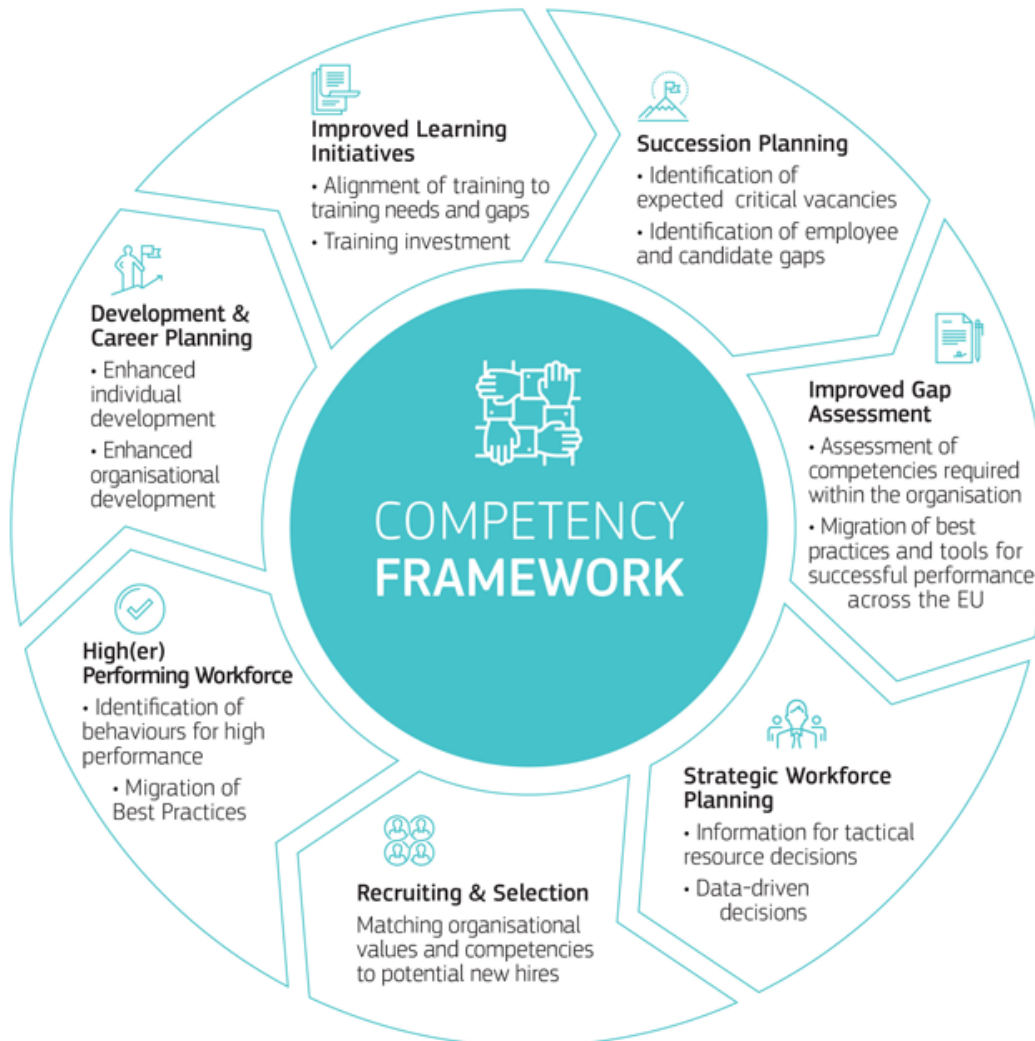 Improved Learning
Initiatives
• Alignment of training to
training needs and gaps
• Training investment
Succession Planning
• Identification of
expected critical vacancies
• Identification of employee
and candidate gaps
Development &
Career Planning
• Enhanced
individual
development
• Enhanced
organisational
development
Improved Gap
Assessment
• Assessment of
competencies required
within the organisation
• Migration of best
practices and tools for
successful performance
across the EU
COMPETENCY
FRAMEWORK
High(er)
Performing Workforce
• Identification of
behaviours for high
performance
• Migration of
Best Practices
Strategic Workforce
Planning
• Information for tactical
resource decisions
• Data-driven
decisions
Recruiting & Selection
Matching organisational
values and competencies
to potential new hires